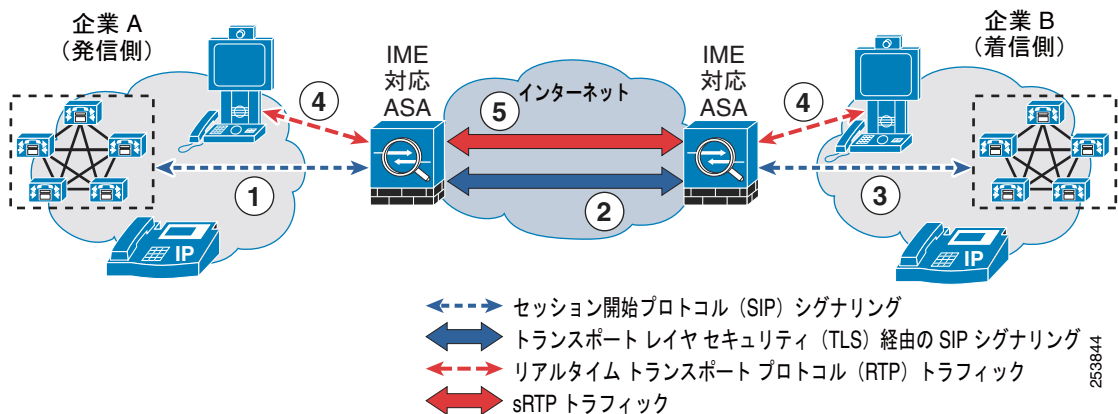 企業 A
(発信側)
IME
対応
ASA
インターネット
IME
対応
ASA
企業 B
(着信側)
4
5
4
1
2
3
IP
IP
セッション開始プロトコル（SIP）シグナリング
トランスポート レイヤ セキュリティ（TLS）経由の SIP シグナリング
リアルタイム トランスポート プロトコル（RTP）トラフィック
sRTP トラフィック
253844